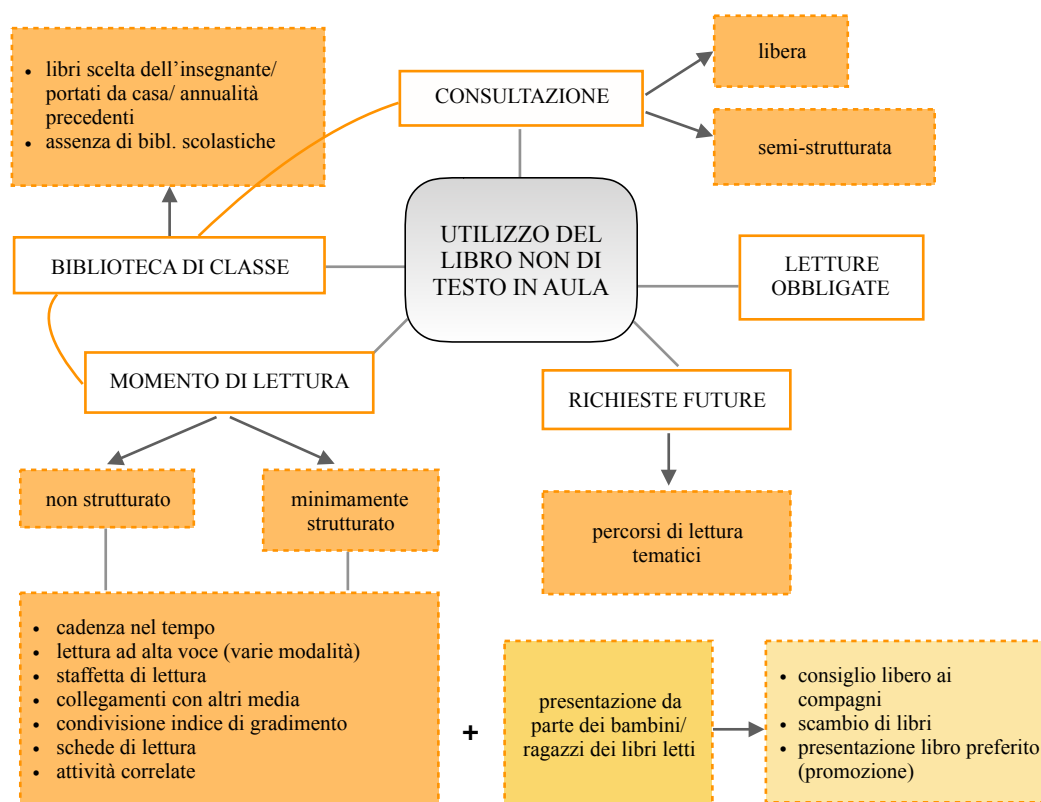 • libri scelta dell'insegnante/
portati da casa/ annualità
precedenti
• assenza di bibl. scolastiche
CONSULTAZIONE
libera
semi-strutturata
UTILIZZO DEL
LIBRO NON DI
TESTO IN AULA
BIBLIOTECA DI CLASSE
LETTURE
OBBLIGATE
MOMENTO DI LETTURA
RICHIESTE FUTURE
non strutturato
minimamente
strutturato
percorsi di lettura
tematici
• cadenza nel tempo
• lettura ad alta voce (varie modalità)
• staffetta di lettura
• collegamenti con altri media
• condivisione indice di gradimento
• schede di lettura
• attività correlate
+
presentazione da
parte dei bambini/
ragazzi dei libri letti
• consiglio libero ai
compagni
• scambio di libri
• presentazione libro preferito
(promozione)